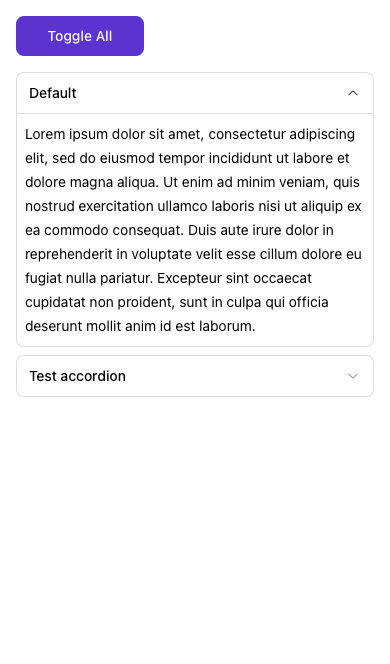 Toggle All
Default
Lorem ipsum dolor sit amet, consectetur adipiscing
elit, sed do eiusmod tempor incididunt ut labore et
dolore magna aliqua. Ut enim ad minim veniam, quis
nostrud exercitation ullamco laboris nisi ut aliquip ex
ea commodo consequat. Duis aute irure dolor in
reprehenderit in voluptate velit esse cillum dolore eu
fugiat nulla pariatur. Excepteur sint occaecat
cupidatat non proident, sunt in culpa qui officia
deserunt mollit anim id est laborum.
Test accordion